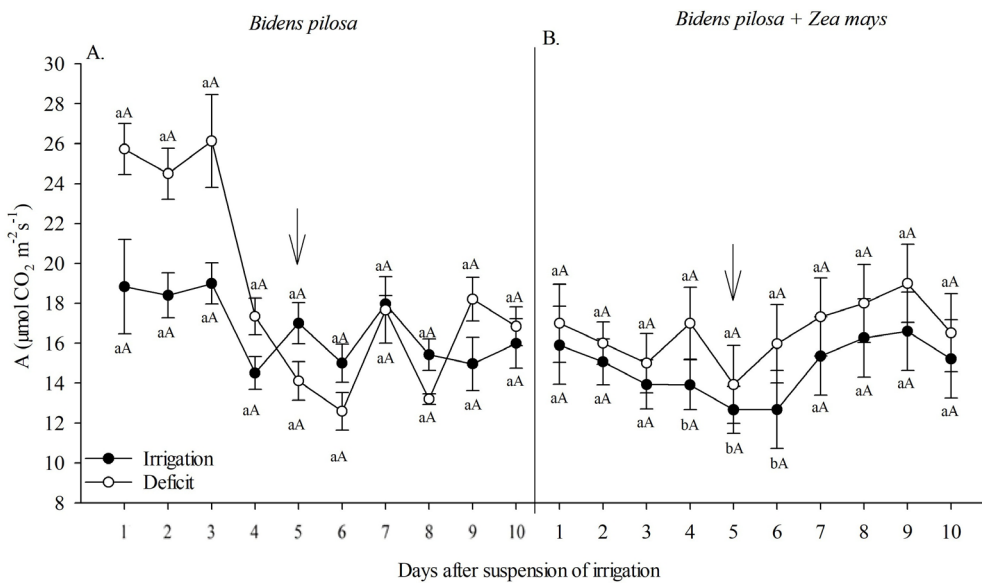 Bidens pilosa
Bidens pilosa + Zea mays
A.
B.
30
28
26
24
22
20
18
16
14
12
10
8
A (µmol CO2 m-2s-1)
aA aA aA aA aA aA aA aA aA aA
aA aA aA aA aA aA aA aA aA aA
aA aA aA aA aA aA aA aA aA aA
aA aA aA bA bA bA aA aA aA aA
Irrigation
Deficit
1 2 3 4 5 6 7 8 9 10
1 2 3 4 5 6 7 8 9 10
Days after suspension of irrigation